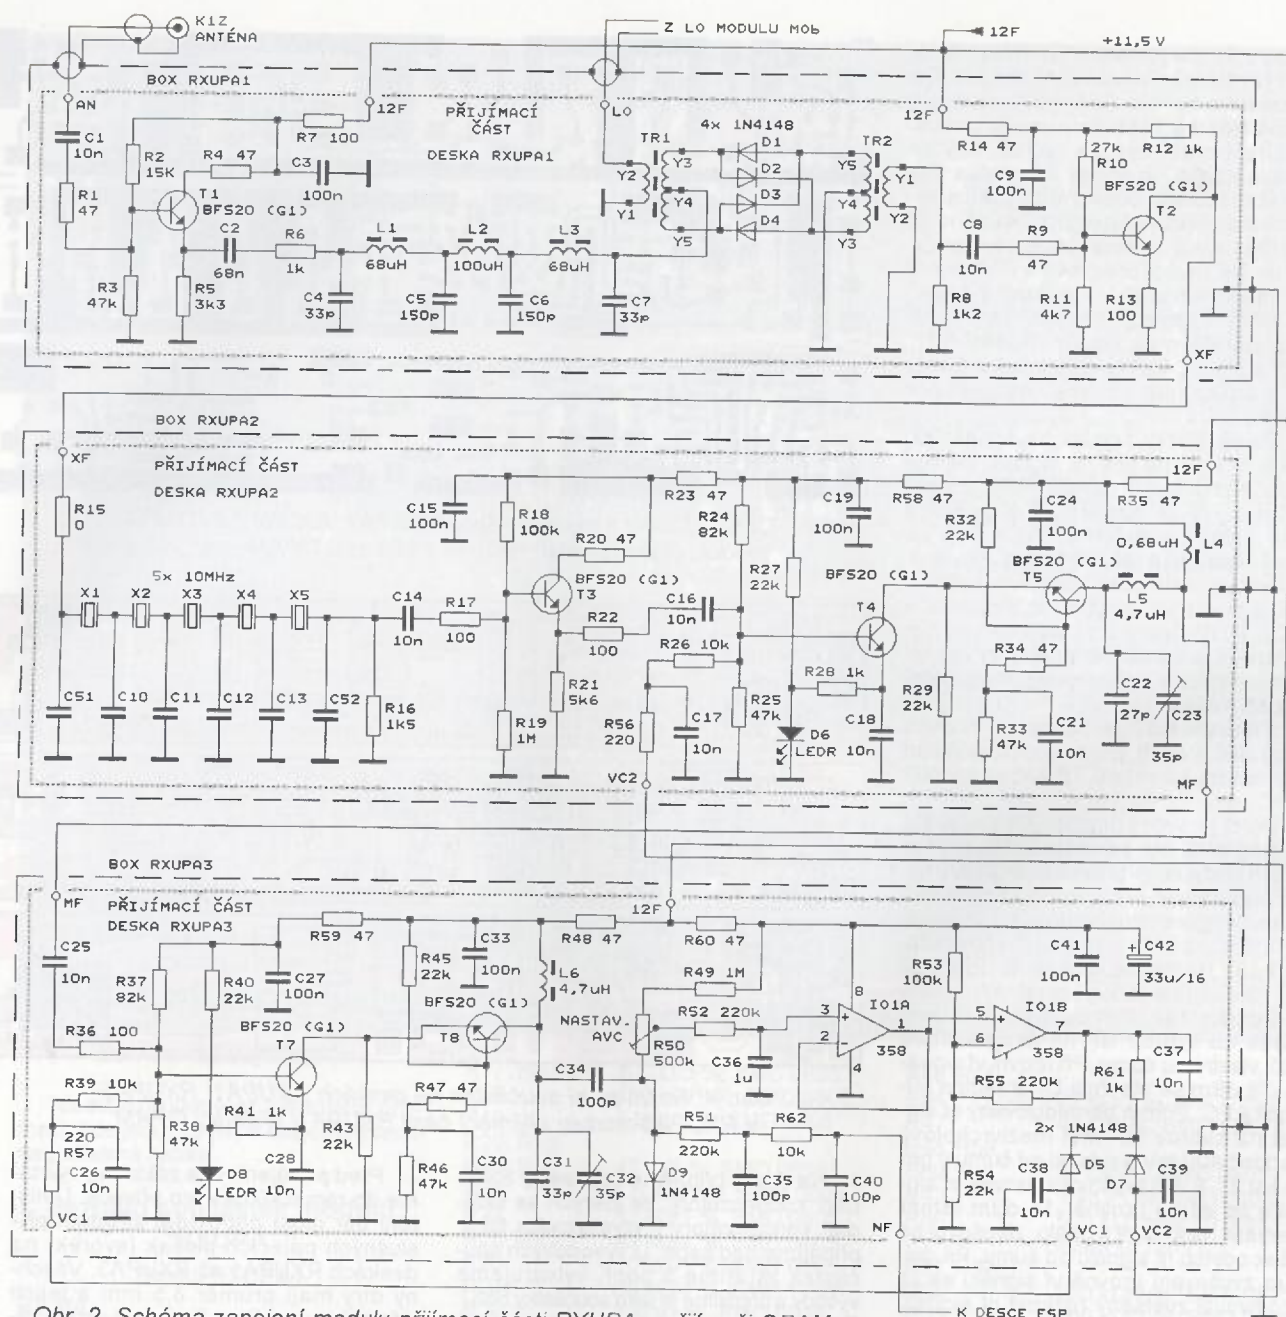 K1Z
ANTÉNA
Z LO MODULU M06
12F
+11,5 V
BOX RXUPA1
AN
C1
10n
R1
47
R2
15K
R4 47
R7
100
12F
C3
100n
PŘIJÍMACÍ
ČÁST
DESKA RXUPA1
T1
BFS20 (G1)
C2
68n
R6
1k
R3
47k
R5
3k3
L1
68uH
L2
100uH
L3
68uH
C4
33p
C5
150p
C6
150p
C7
33p
LO
TR1
Y3
Y2
Y4
Y1
Y5
4x 1N4148
D1
D2
D3
D4
TR2
Y5
Y1
Y4
Y2
Y3
12F
R14 47
C9
100n
27k
R10
R12 1k
BFS20 (G1)
T2
C8
10n
R9
47
R8
1k2
R11
4k7
R13
100
XF
BOX RXUPA2
XF
PŘIJÍMACÍ ČÁST
DESKA RXUPA2
R15
0
5x 10MHz
X1
X2
X3
X4
X5
C14
10n
R17
100
C51
C10
C11
C12
C13
C52
R16
1k5
C15
100n
R18
100k
R20 47
BFS20 (G1)
T3
R22
100
R21
5k6
R19
1M
R23 47
R24
82k
C16
10n
R26 10k
R56
220
C17
10n
R25
47k
VC2
R27
22k
C19
100n
BFS20 (G1)
T4
R28 1k
D6
LEDR
C18
10n
R58 47
R32
22k
C24
100n
R35 47
12F
BFS20 (G1)
T5
0,68uH
L4
L5
4,7uH
R34 47
R29
22k
R33
47k
C21
10n
C22
27p
C23
35p
MF
BOX RXUPA3
MF
PŘIJÍMACÍ ČÁST
DESKA RXUPA3
C25
10n
R37
82k
R40
22k
C27
100n
R59 47
R36 100
BFS20 (G1)
T7
R39 10k
R41 1k
R38
47k
220
R57
C26
10n
D8
LEDR
C28
10n
R43
22k
VC1
R45
22k
C33
100n
BFS20 (G1)
T8
L6
4,7uH
R47 47
R46
47k
C30
10n
C31
33p
C32
35p
R48 47
12F
R60 47
R49 1M
NASTAV.
AVC
R52 220k
R50
500k
C34
100p
C36
1u
R51
220k
R62
10k
D9
1N4148
C35
100p
C40
100p
NF
3
2
8
4
1
IO1A
358
R53
100k
5
6
7
IO1B
358
C41
100n
C42
33u/16
C37
10n
R61
1k
R55 220k
2x 1N4148
R54
22k
C38
10n
D5
D7
C39
10n
VC1
VC2
K DESCE FSP
Obr. 2. Schéma zapojení modulu přijímací části RXUPA